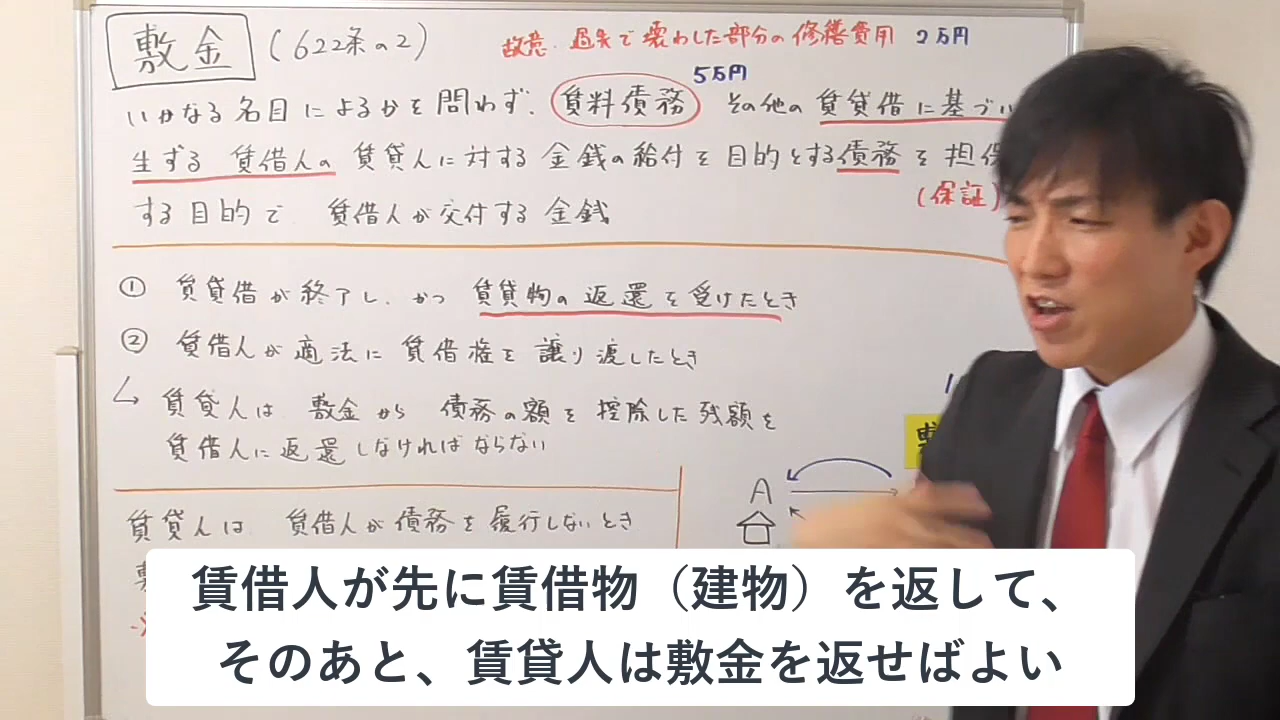 敷金 (622条の2)
故意・過失で壊わした部分の修繕費用 2万円
5万円
いかなる名目によるかを問わず、賃料債務 その他の賃貸借に基づい
生ずる 賃借人の 賃貸人に対する 金銭の給付を目的とする債務を担保
(保証)
する目的で 賃借人が交付する金銭
① 賃貸借が終了し、かつ 賃貸物の返還を受けたとき
② 賃借人が適法に 賃借権を譲り渡したとき
↳ 賃貸人は 敷金から 債務の額を控除した残額を
賃借人に返還しなければならない
A
賃貸人は 賃借人が債務を履行しないとき
賃借人が先に賃借物（建物）を返して、
そのあと、賃貸人は敷金を返せばよい